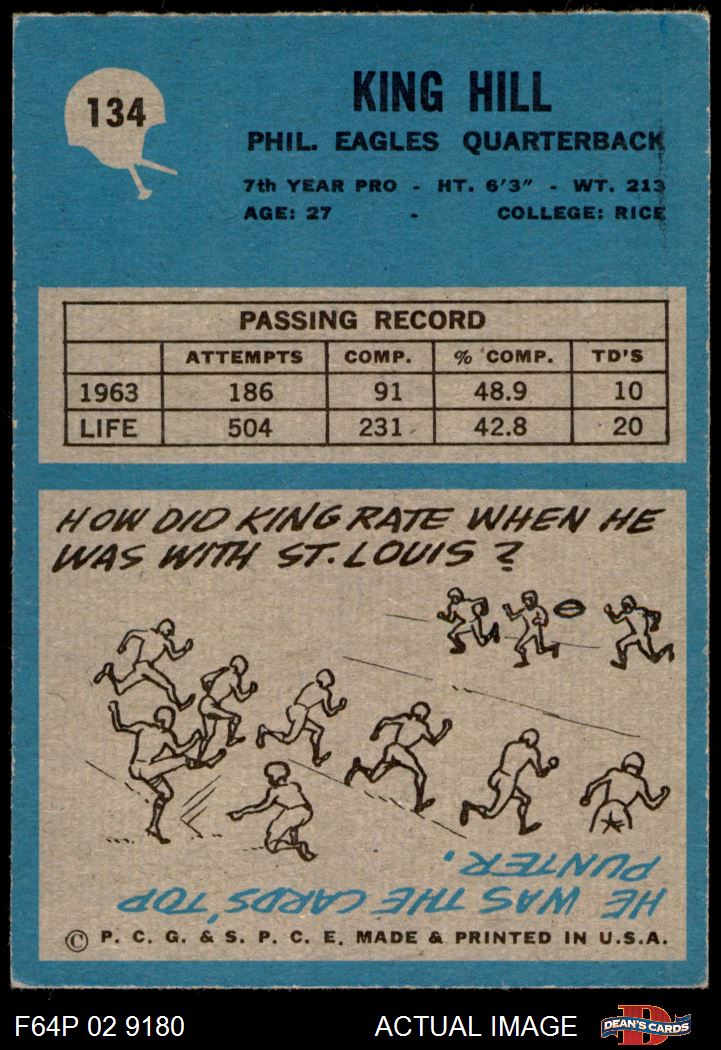 134
KING HILL
PHIL. EAGLES QUARTERBACK
7th YEAR PRO - HT. 6'3" - WT. 213
AGE: 27 - COLLEGE: RICE
PASSING RECORD
ATTEMPTS COMP. % COMP. TD'S
1963 186 91 48.9 10
LIFE 504 231 42.8 20
HOW DID KING RATE WHEN HE
WAS WITH ST. LOUIS?
HE WAS THE CARDS' TOP
PUNTER.
© P. C. G. & S. P. C. E. MADE & PRINTED IN U.S.A.
F64P 02 9180 ACTUAL IMAGE D DEAN'S CARDS